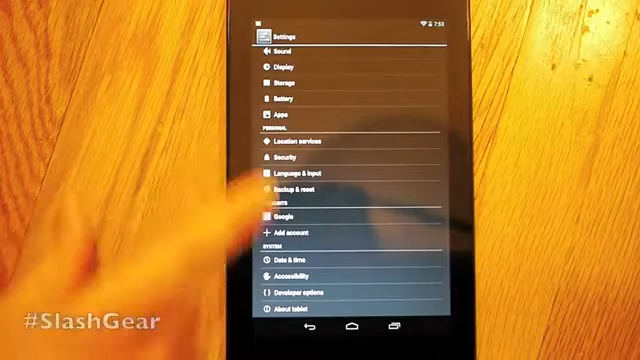 7:53
Settings
Sound
Display
Storage
Battery
Apps
PERSONAL
Location services
Security
Language & input
Backup & reset
OUNTS
Google
Add account
SYSTEM
Date & time
Accessibility
Developer options
About tablet
#SlashGear